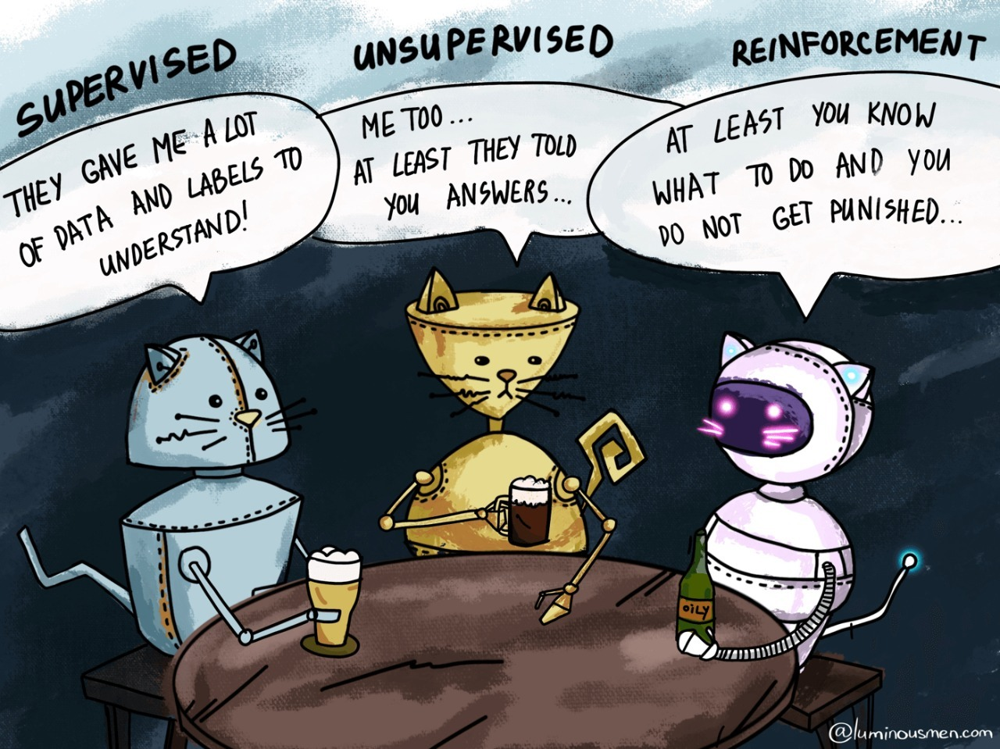 SUPERVISED
THEY GAVE ME A LOT
OF DATA AND LABELS TO
UNDERSTAND!
UNSUPERVISED
ME TOO...
AT LEAST THEY TOLD
YOU ANSWERS...
REINFORCEMENT
AT LEAST YOU KNOW
WHAT TO DO AND YOU
DO NOT GET PUNISHED...
OiLY
@luminousmen.com